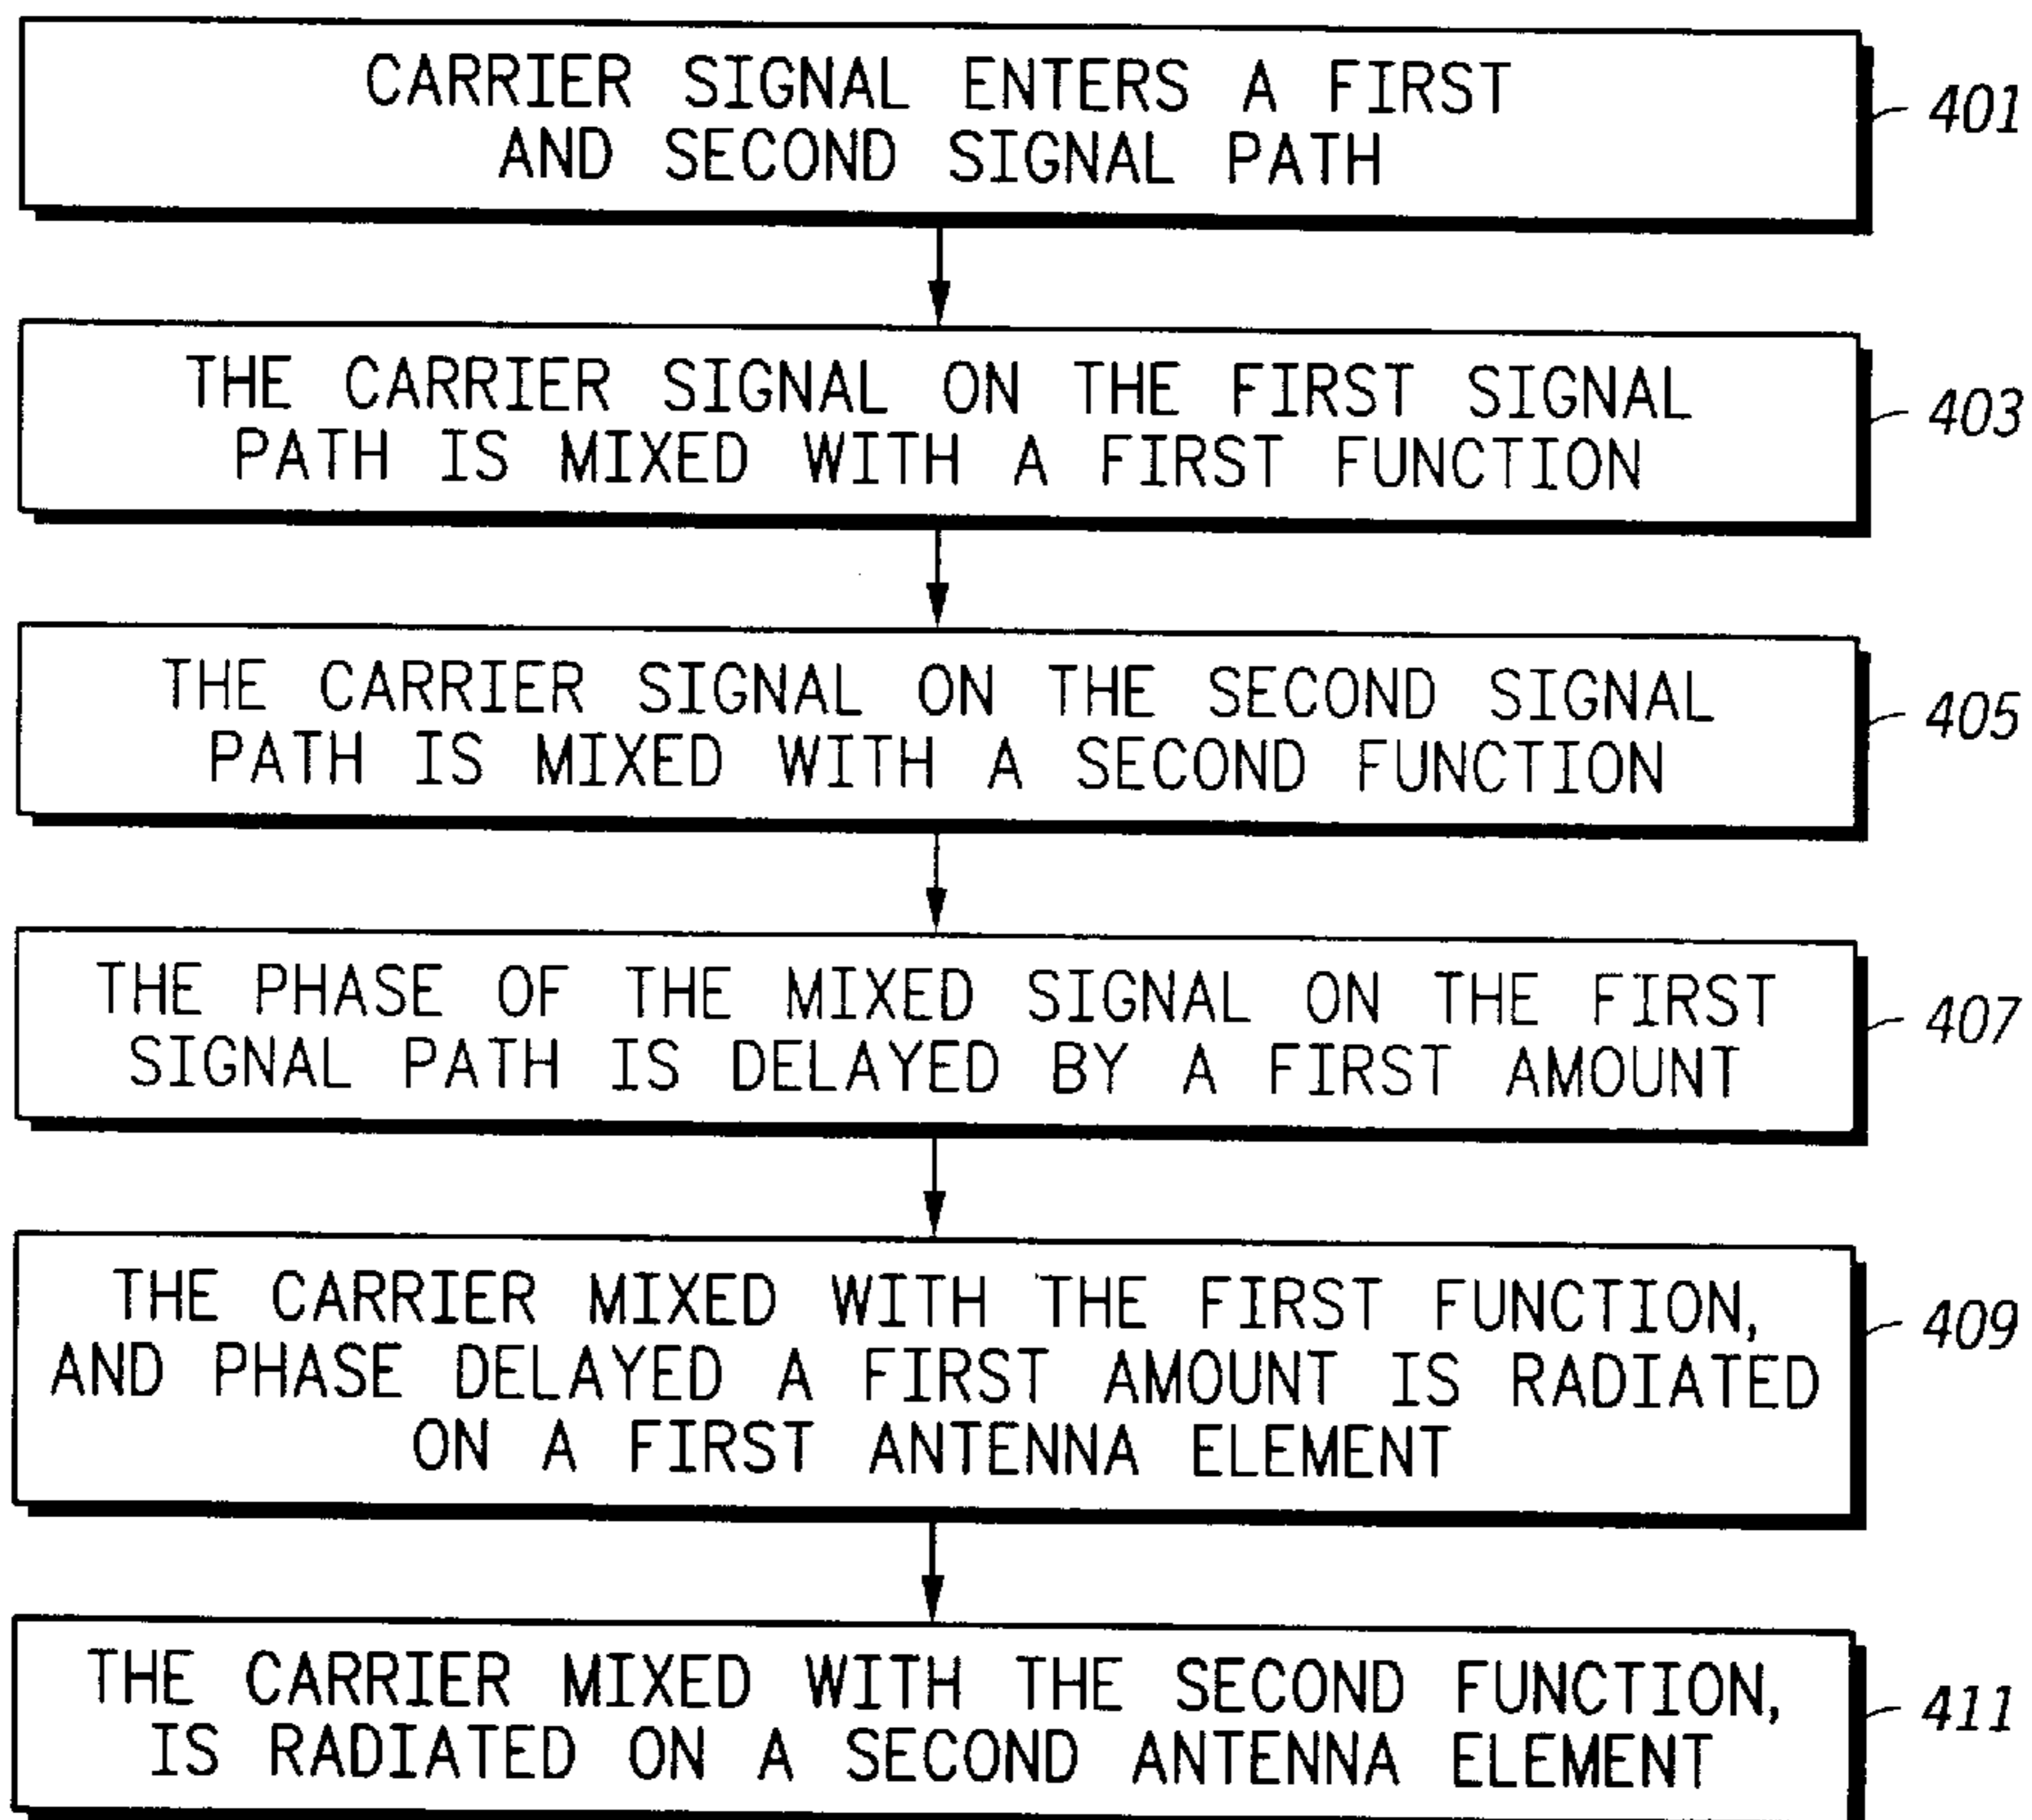 CARRIER SIGNAL ENTERS A FIRST
AND SECOND SIGNAL PATH
401
THE CARRIER SIGNAL ON THE FIRST SIGNAL
PATH IS MIXED WITH A FIRST FUNCTION
403
THE CARRIER SIGNAL ON THE SECOND SIGNAL
PATH IS MIXED WITH A SECOND FUNCTION
405
THE PHASE OF THE MIXED SIGNAL ON THE FIRST
SIGNAL PATH IS DELAYED BY A FIRST AMOUNT
407
THE CARRIER MIXED WITH THE FIRST FUNCTION,
AND PHASE DELAYED A FIRST AMOUNT IS RADIATED
ON A FIRST ANTENNA ELEMENT
409
THE CARRIER MIXED WITH THE SECOND FUNCTION,
IS RADIATED ON A SECOND ANTENNA ELEMENT
411